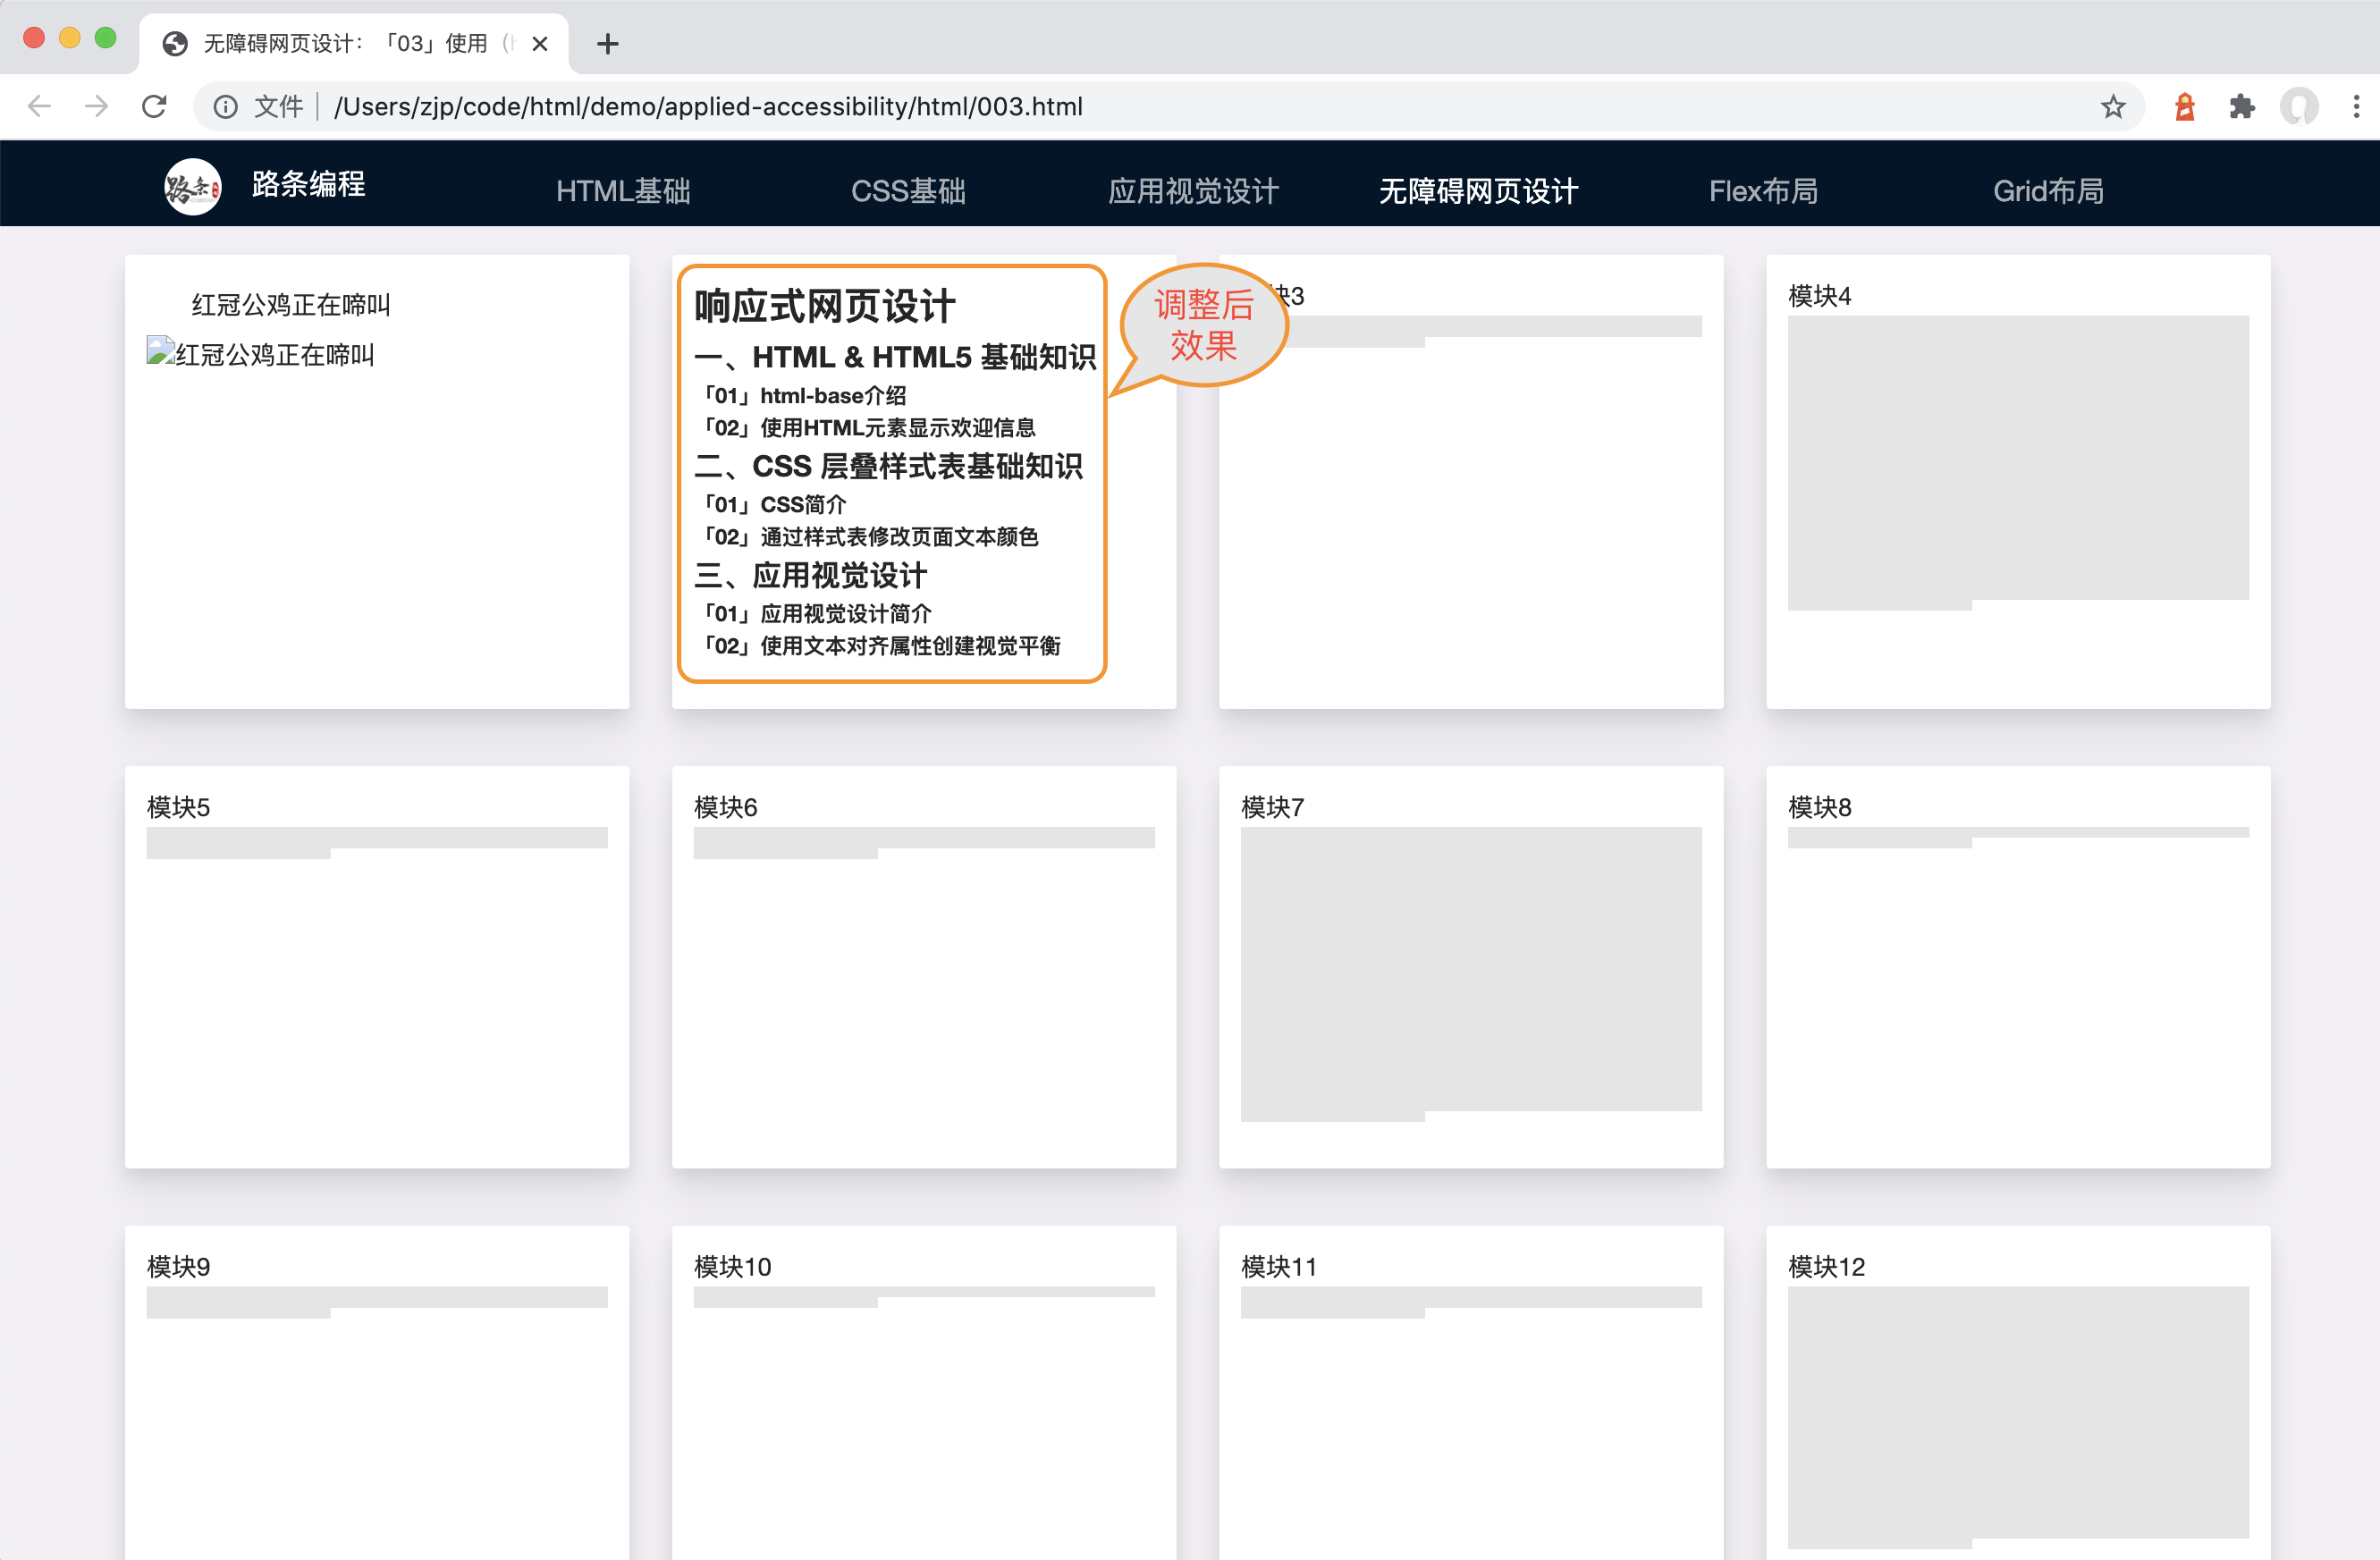 无障碍网页设计：「03」使用（
文件 | /Users/zjp/code/html/demo/applied-accessibility/html/003.html
路条
路条编程
HTML基础
CSS基础
应用视觉设计
无障碍网页设计
Flex布局
Grid布局
红冠公鸡正在啼叫
红冠公鸡正在啼叫
响应式网页设计
一、HTML & HTML5 基础知识
「01」html-base介绍
「02」使用HTML元素显示欢迎信息
二、CSS 层叠样式表基础知识
「01」CSS简介
「02」通过样式表修改页面文本颜色
三、应用视觉设计
「01」应用视觉设计简介
「02」使用文本对齐属性创建视觉平衡
调整后
效果
块3
模块4
模块5
模块6
模块7
模块8
模块9
模块10
模块11
模块12